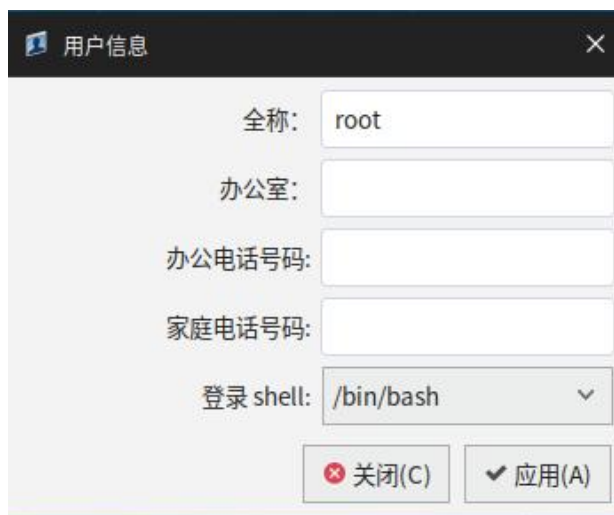 用户信息
全称： root
办公室：
办公电话号码:
家庭电话号码:
登录 shell: /bin/bash
关闭(C) 应用(A)